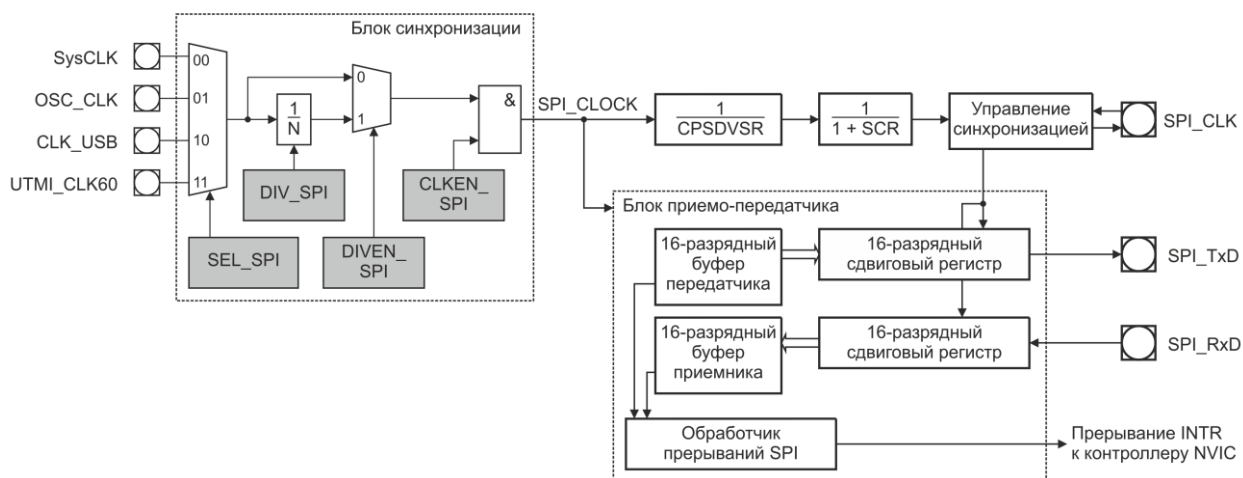 Блок синхронизации
SysCLK
00
OSC_CLK
01
CLK_USB
10
UTMI_CLK60
11
1
N
0
1
&
DIV_SPI
CLKEN_
SPI
SEL_SPI
DIVEN_
SPI
SPI_CLOCK
1
CPSDVSR
1
1 + SCR
Управление
синхронизацией
SPI_CLK
Блок приемо-передатчика
16-разрядный
буфер
передатчика
16-разрядный
сдвиговый регистр
SPI_TxD
16-разрядный
буфер
приемника
16-разрядный
сдвиговый регистр
SPI_RxD
Обработчик
прерываний SPI
Прерывание INTR
к контроллеру NVIC